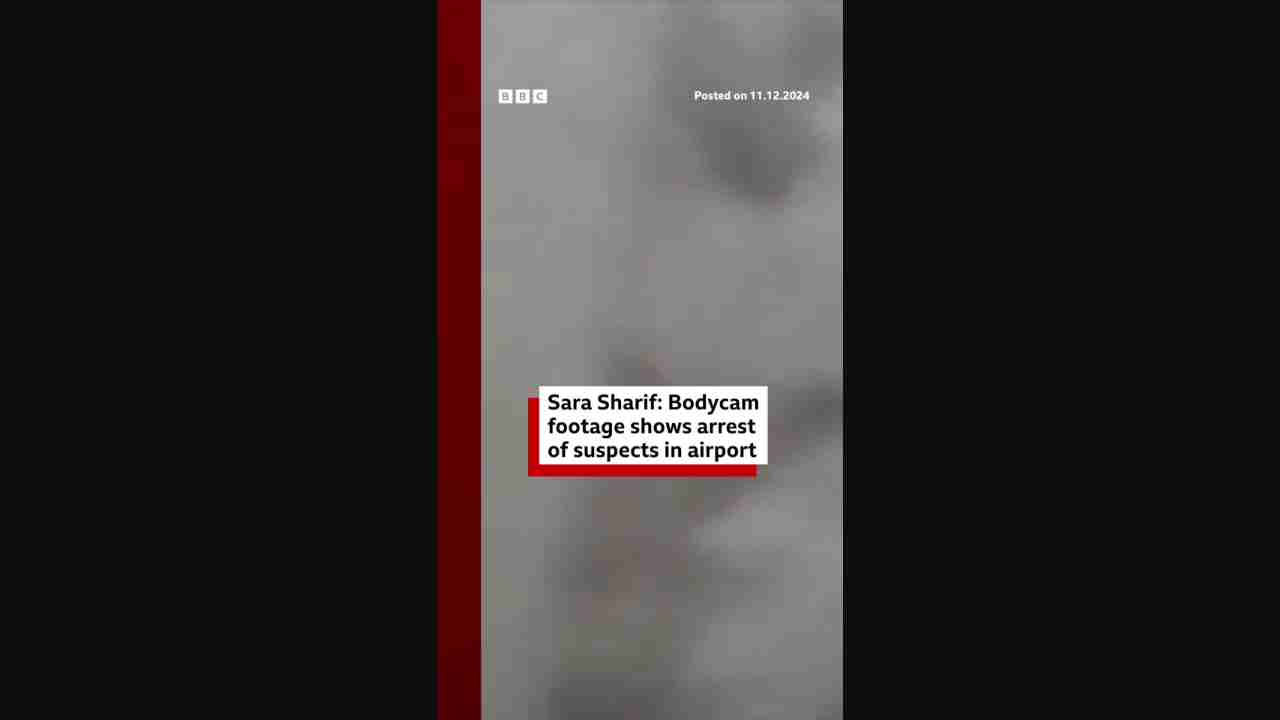 BBC
Posted on 11.12.2024
Sara Sharif: Bodycam
footage shows arrest
of suspects in airport